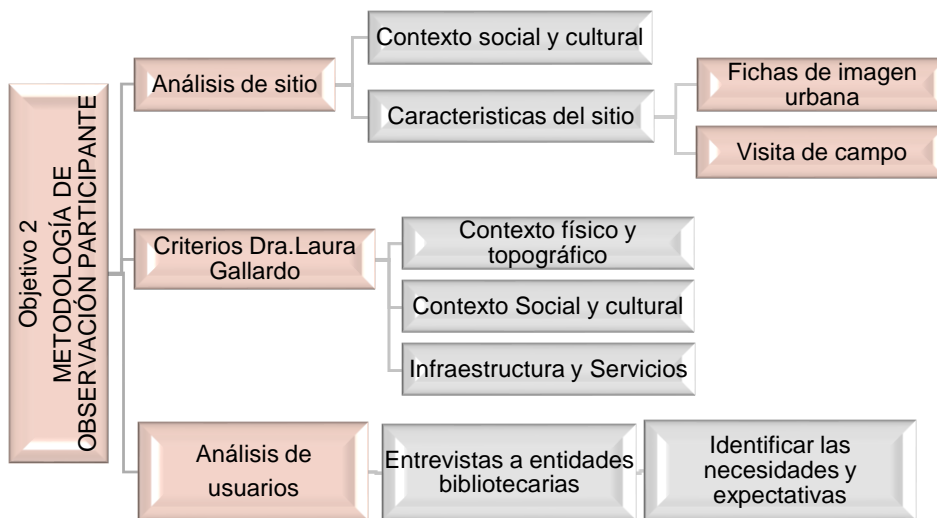 Objetivo 2
METODOLOGÍA DE
OBSERVACIÓN PARTICIPANTE
Análisis de sitio
Contexto social y cultural
Caracteristicas del sitio
Fichas de imagen
urbana
Visita de campo
Criterios Dra.Laura
Gallardo
Contexto físico y
topográfico
Contexto Social y cultural
Infraestructura y Servicios
Análisis de
usuarios
Entrevistas a entidades
bibliotecarias
Identificar las
necesidades y
expectativas